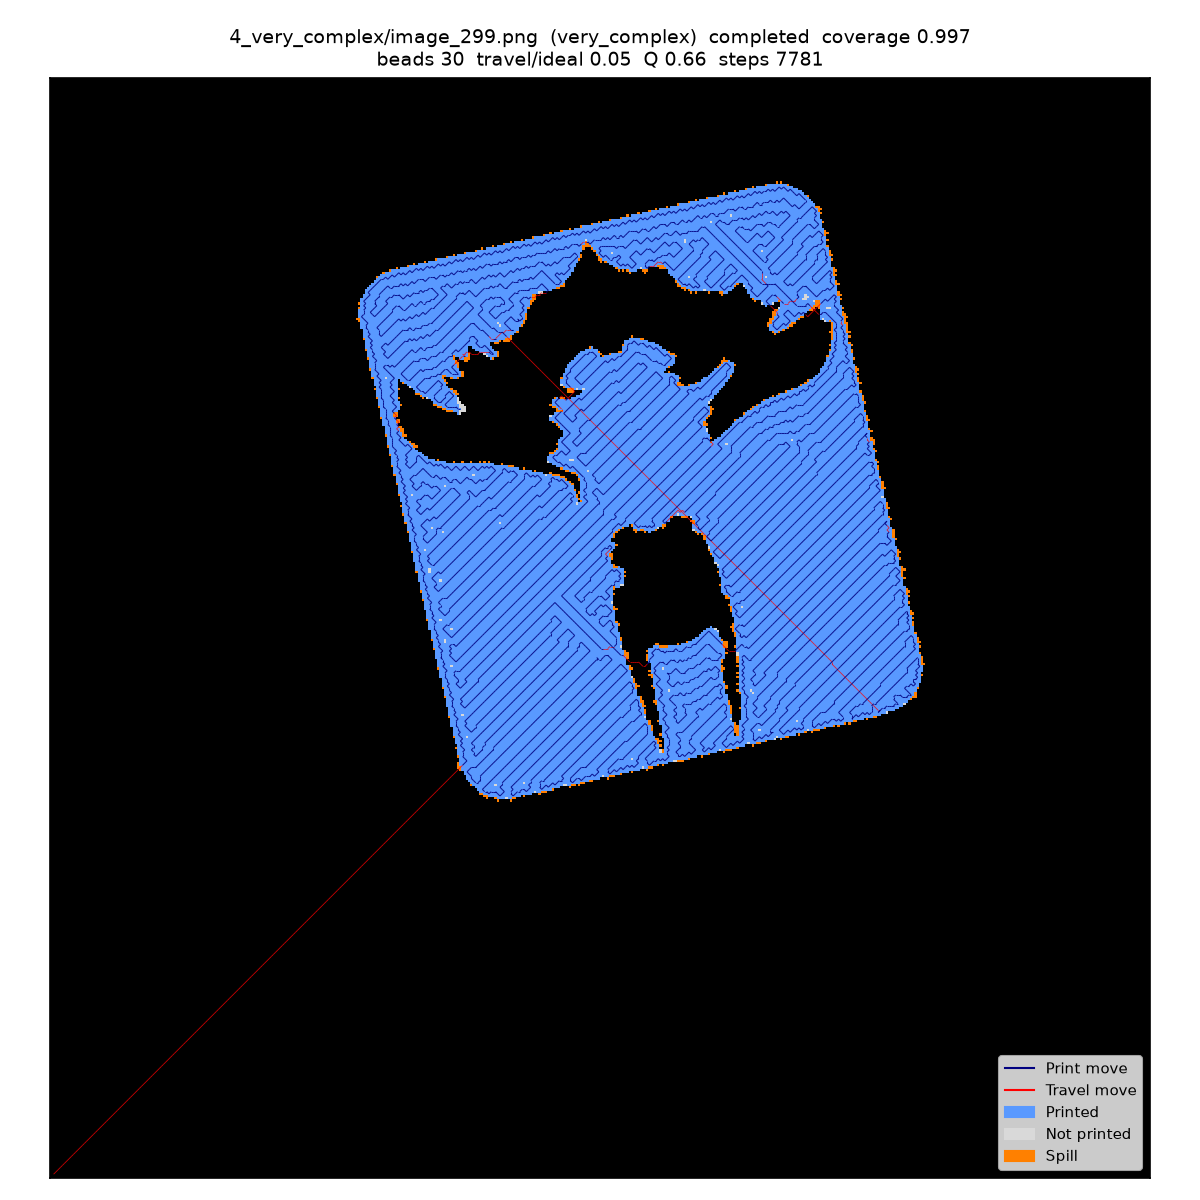 4_very_complex/image_299.png  (very_complex)  completed  coverage 0.997
beads 30  travel/ideal 0.05  Q 0.66  steps 7781
Print move
Travel move
Printed
Not printed
Spill